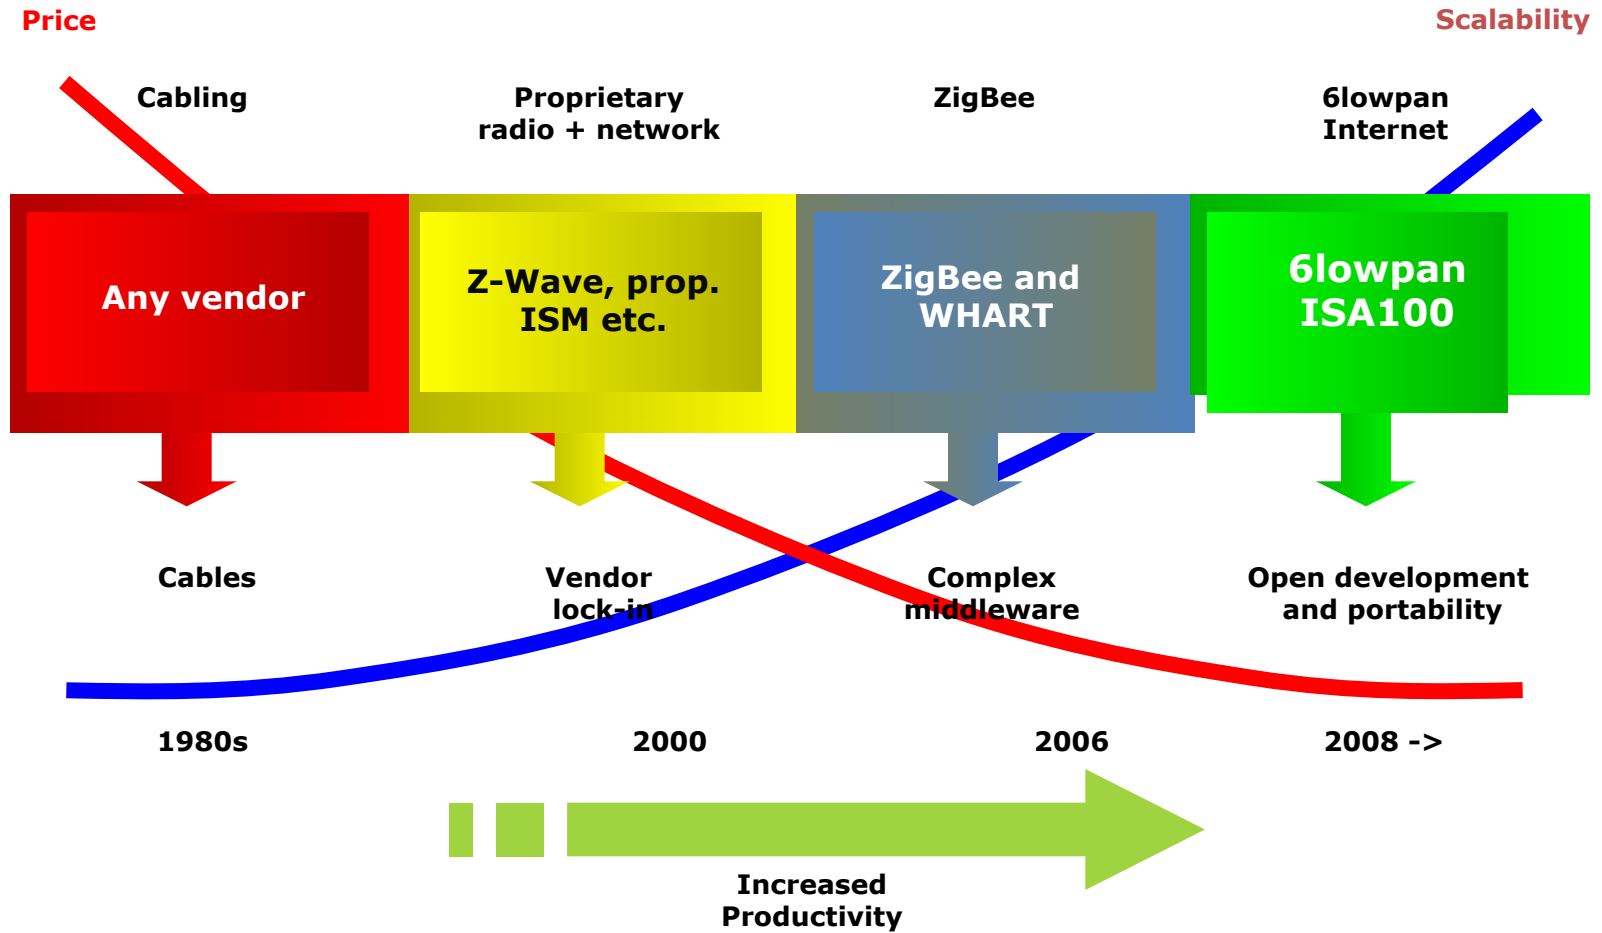 Price
Scalability
Cabling
Proprietary
radio + network
ZigBee
6lowpan
Internet
Any vendor
Z-Wave, prop.
ISM etc.
ZigBee and
WHART
6lowpan
ISA100
Cables
Vendor
lock-in
Complex
middleware
Open development
and portability
1980s
2000
2006
2008 ->
Increased
Productivity